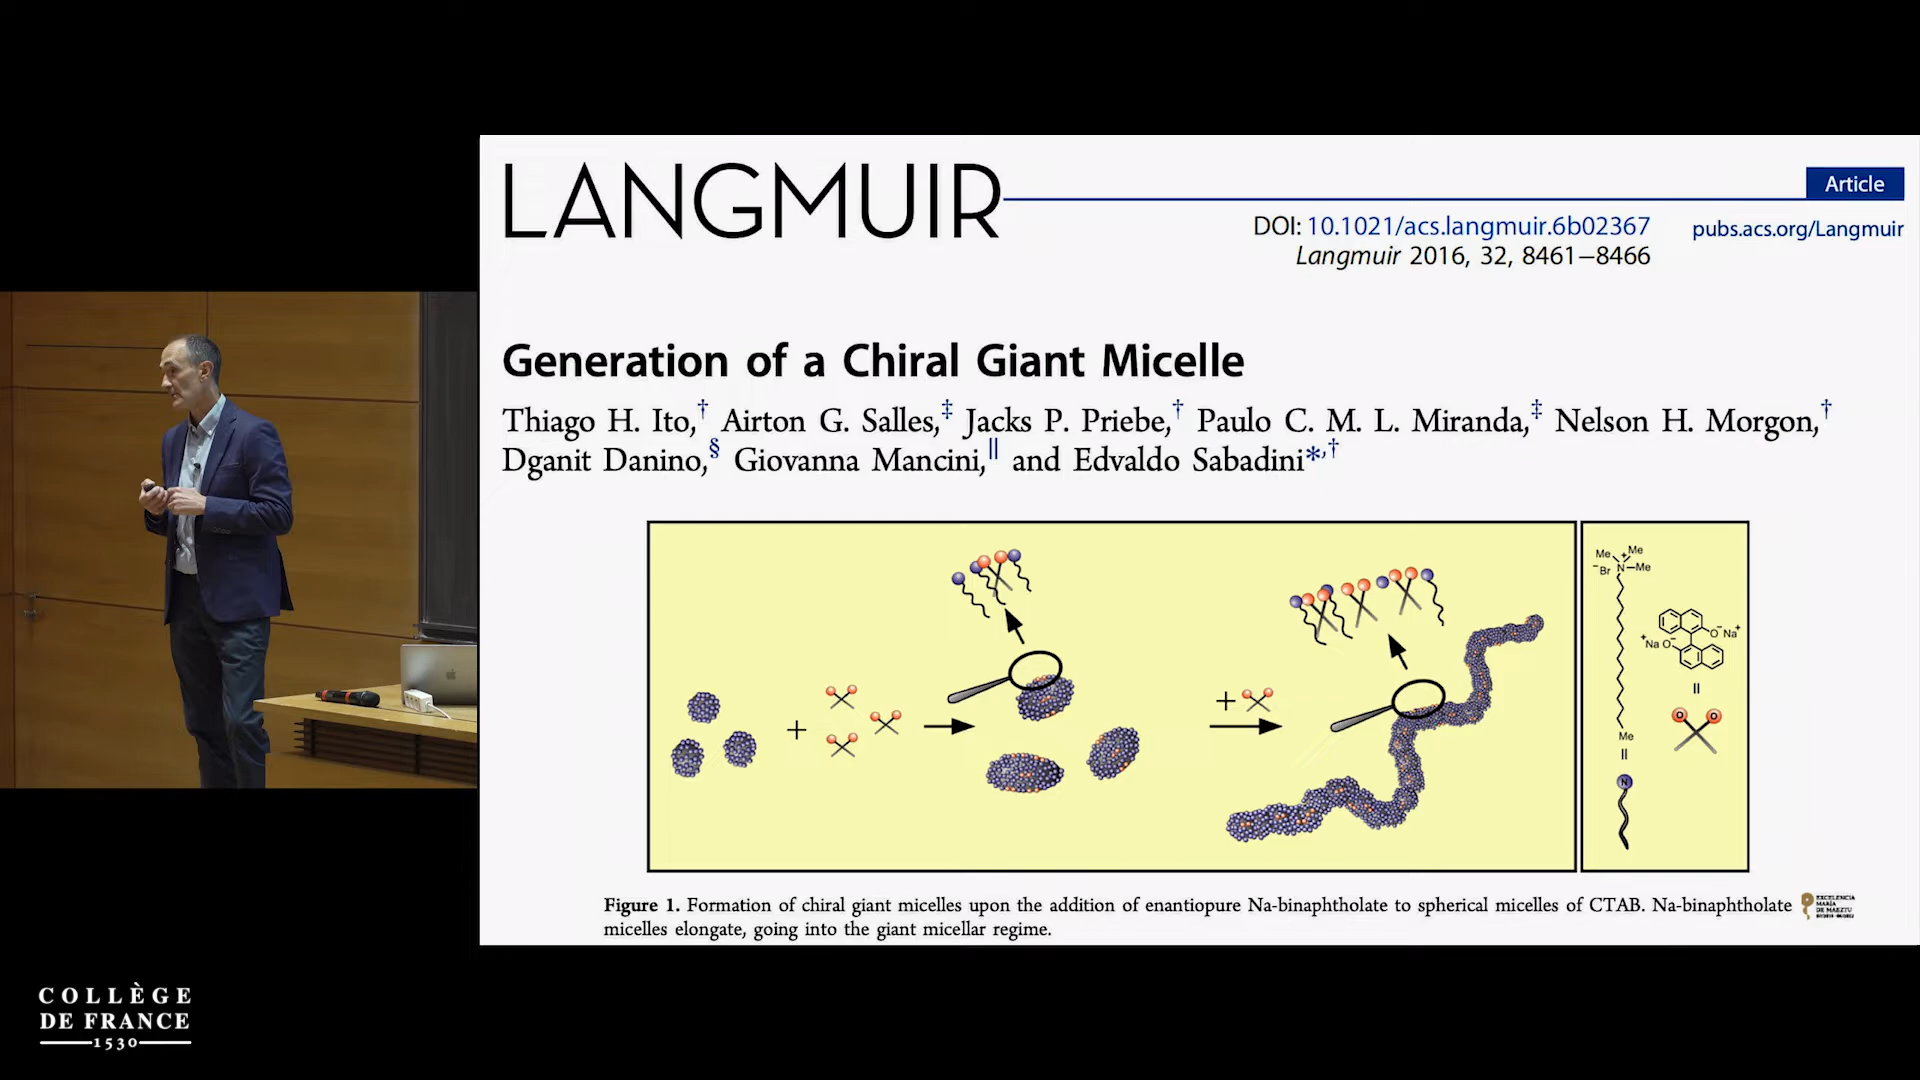 LANGMUIR
Article
DOI: 10.1021/acs.langmuir.6b02367
pubs.acs.org/Langmuir
Langmuir 2016, 32, 8461–8466
Generation of a Chiral Giant Micelle
Thiago H. Ito,† Airton G. Salles,‡ Jacks P. Priebe,† Paulo C. M. L. Miranda,‡ Nelson H. Morgon,†
Dganit Danino,§ Giovanna Mancini,|| and Edvaldo Sabadini*,†
+
+
Me
+
Me
−Br N−Me
O− Na+
+Na O−
Me
N
O O
Figure 1. Formation of chiral giant micelles upon the addition of enantiopure Na-binaphtholate to spherical micelles of CTAB. Na-binaphtholate
micelles elongate, going into the giant micellar regime.
EXCELENCIA
MARÍA
DE MAEZTU
COLLÈGE
DE FRANCE
1530